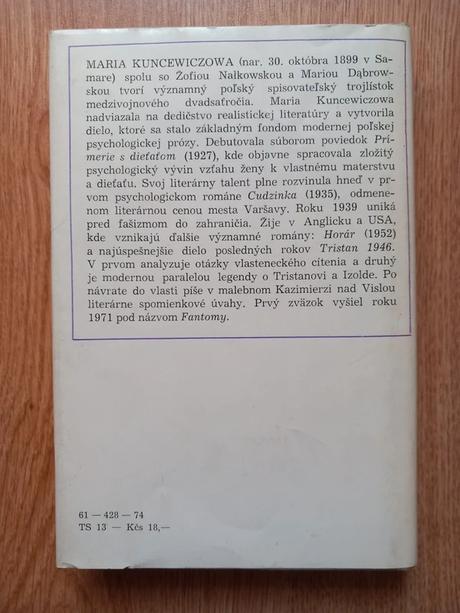 MARIA KUNCEWICZOWA (nar. 30. októbra 1899 v Sa-
mare) spolu so Žofiou Nałkowskou a Mariou Dąbrow-
skou tvorí významný poľský spisovateľský trojlístok
medzivojnového dvadsaťročia. Maria Kuncewiczowa
nadviazala na dedičstvo realistickej literatúry a vytvorila
dielo, ktoré sa stalo základným fondom modernej poľskej
psychologickej prózy. Debutovala súborom poviedok Prí-
merie s dieťaťom (1927), kde objavne spracovala zložitý
psychologický vývin vzťahu ženy k vlastnému materstvu
a dieťaťu. Svoj literárny talent plne rozvinula hneď v pr-
vom psychologickom románe Cudzinka (1935), odmene-
nom literárnou cenou mesta Varšavy. Roku 1939 uniká
pred fašizmom do zahraničia. Žije v Anglicku a USA,
kde vznikajú ďalšie významné romány: Horár (1952)
a najúspešnejšie dielo posledných rokov Tristan 1946.
V prvom analyzuje otázky vlasteneckého cítenia a druhý
je modernou paralelou legendy o Tristanovi a Izolde. Po
návrate do vlasti píše v malebnom Kazimierzi nad Vislou
literárne spomienkové úvahy. Prvý zväzok vyšiel roku
1971 pod názvom Fantomy.
61 — 428 — 74
TS 13 — Kčs 18,—